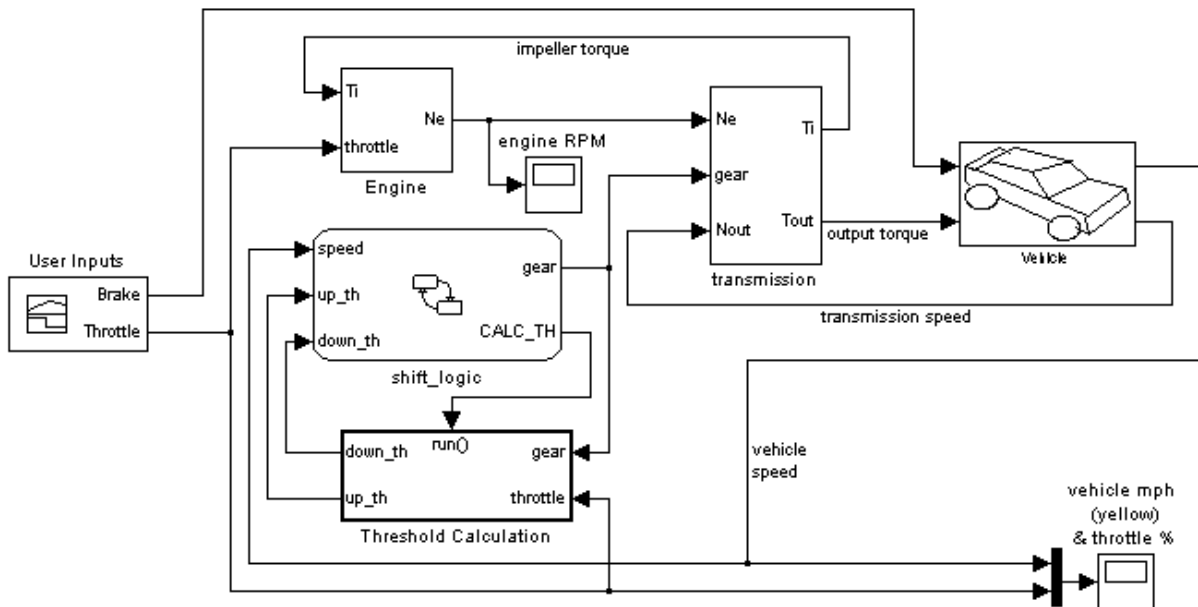 impeller torque
Ti
Ne
throttle
Engine
engine RPM
Ne
Ti
gear
Tout
Nout
output torque
transmission
Vehicle
transmission speed
User Inputs
Brake
Throttle
speed
gear
up_th
CALC_TH
down_th
shift_logic
run()
down_th
gear
up_th
throttle
Threshold Calculation
vehicle
speed
vehicle mph
(yellow)
& throttle %